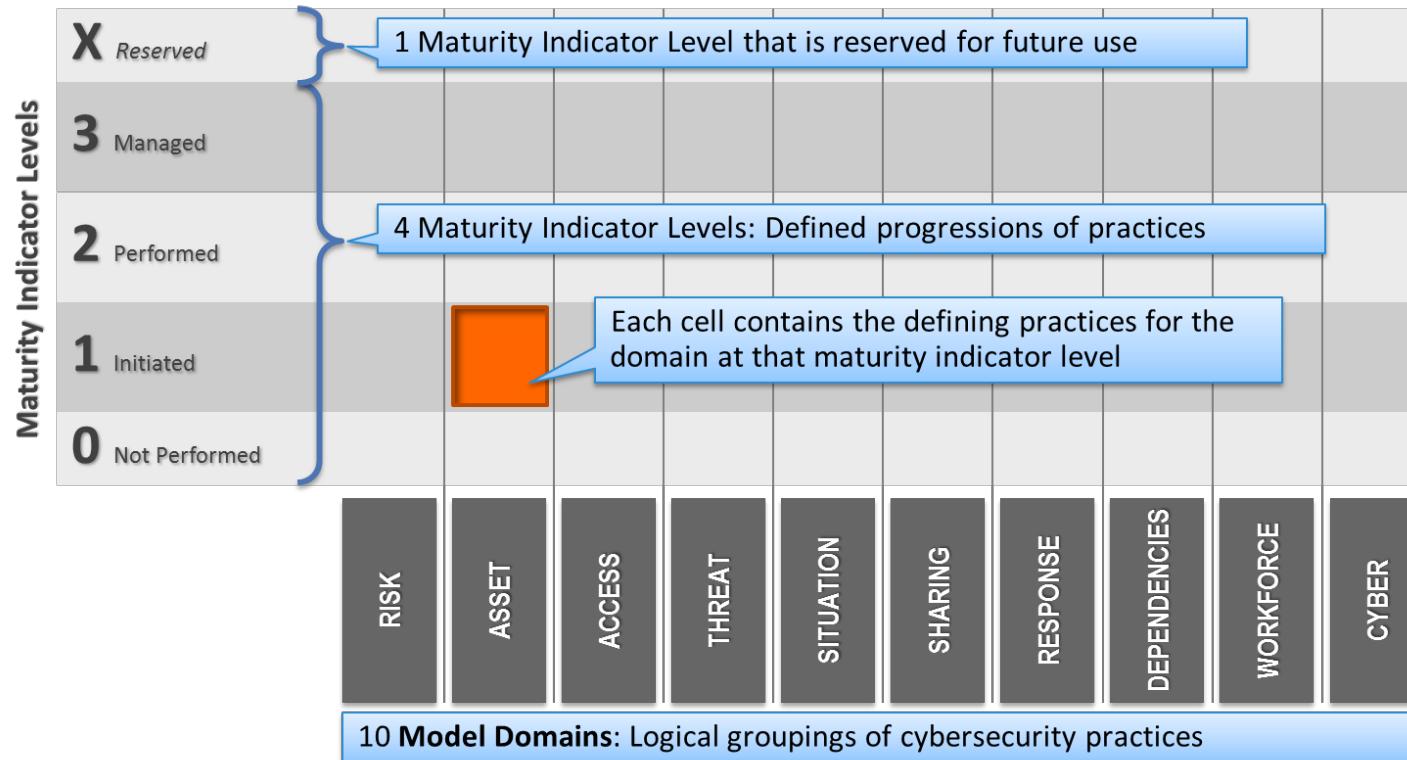 Maturity Indicator Levels
X Reserved
1 Maturity Indicator Level that is reserved for future use
3 Managed
2 Performed
4 Maturity Indicator Levels: Defined progressions of practices
1 Initiated
Each cell contains the defining practices for the
domain at that maturity indicator level
0 Not Performed
RISK
ASSET
ACCESS
THREAT
SITUATION
SHARING
RESPONSE
DEPENDENCIES
WORKFORCE
CYBER
10 Model Domains: Logical groupings of cybersecurity practices